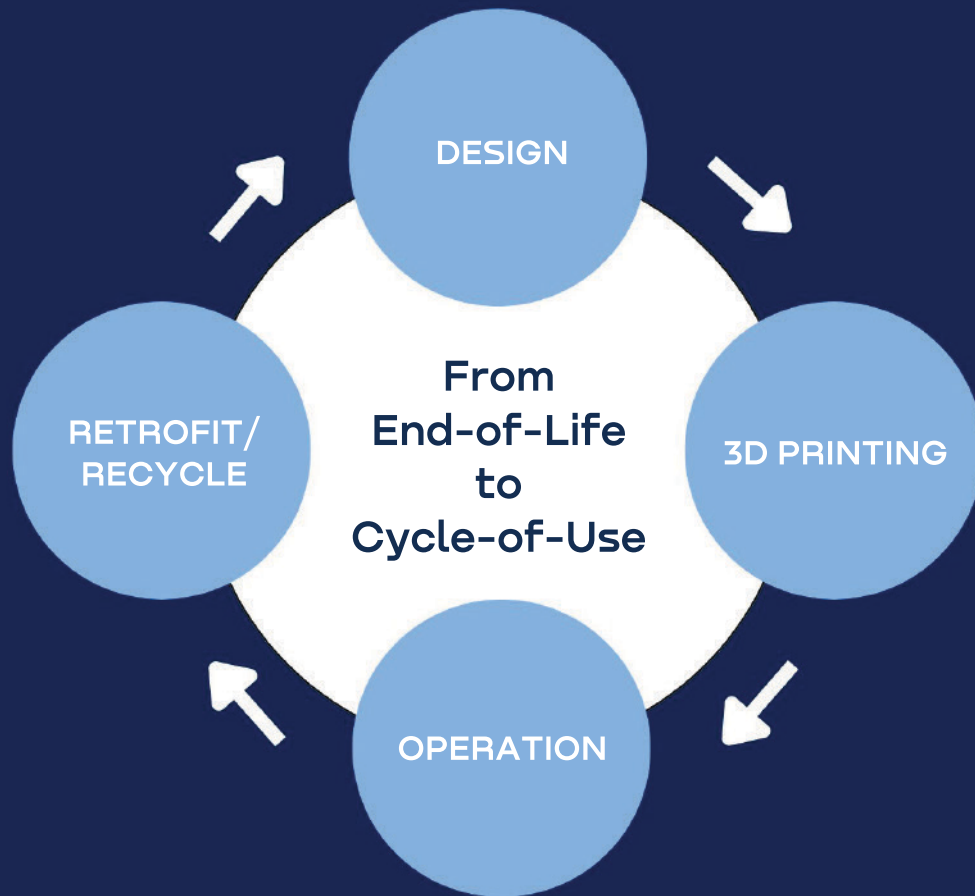 DESIGN
3D PRINTING
OPERATION
RETROFIT/
RECYCLE
From
End-of-Life
to
Cycle-of-Use